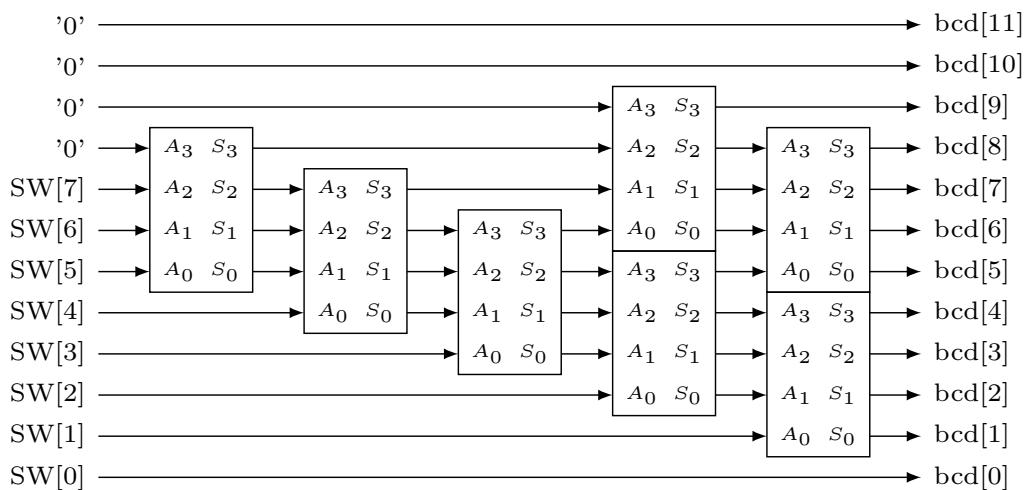 '0' bcd[11]
'0' bcd[10]
'0' A3 S3 bcd[9]
'0' A3 S3 A2 S2 A3 S3 bcd[8]
SW[7] A2 S2 A3 S3 A1 S1 A2 S2 bcd[7]
SW[6] A1 S1 A2 S2 A3 S3 A0 S0 A1 S1 bcd[6]
SW[5] A0 S0 A1 S1 A2 S2 A3 S3 A0 S0 bcd[5]
SW[4] A0 S0 A1 S1 A2 S2 A3 S3 bcd[4]
SW[3] A0 S0 A1 S1 A2 S2 bcd[3]
SW[2] A0 S0 A1 S1 bcd[2]
SW[1] A0 S0 bcd[1]
SW[0] bcd[0]